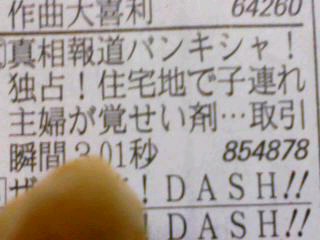 作曲大喜利 64260
真相報道バンキシャ!
独占!住宅地で子連れ
主婦が覚せい剤…取引
瞬間301秒 854878
ザ !DASH!!
!DASH!!